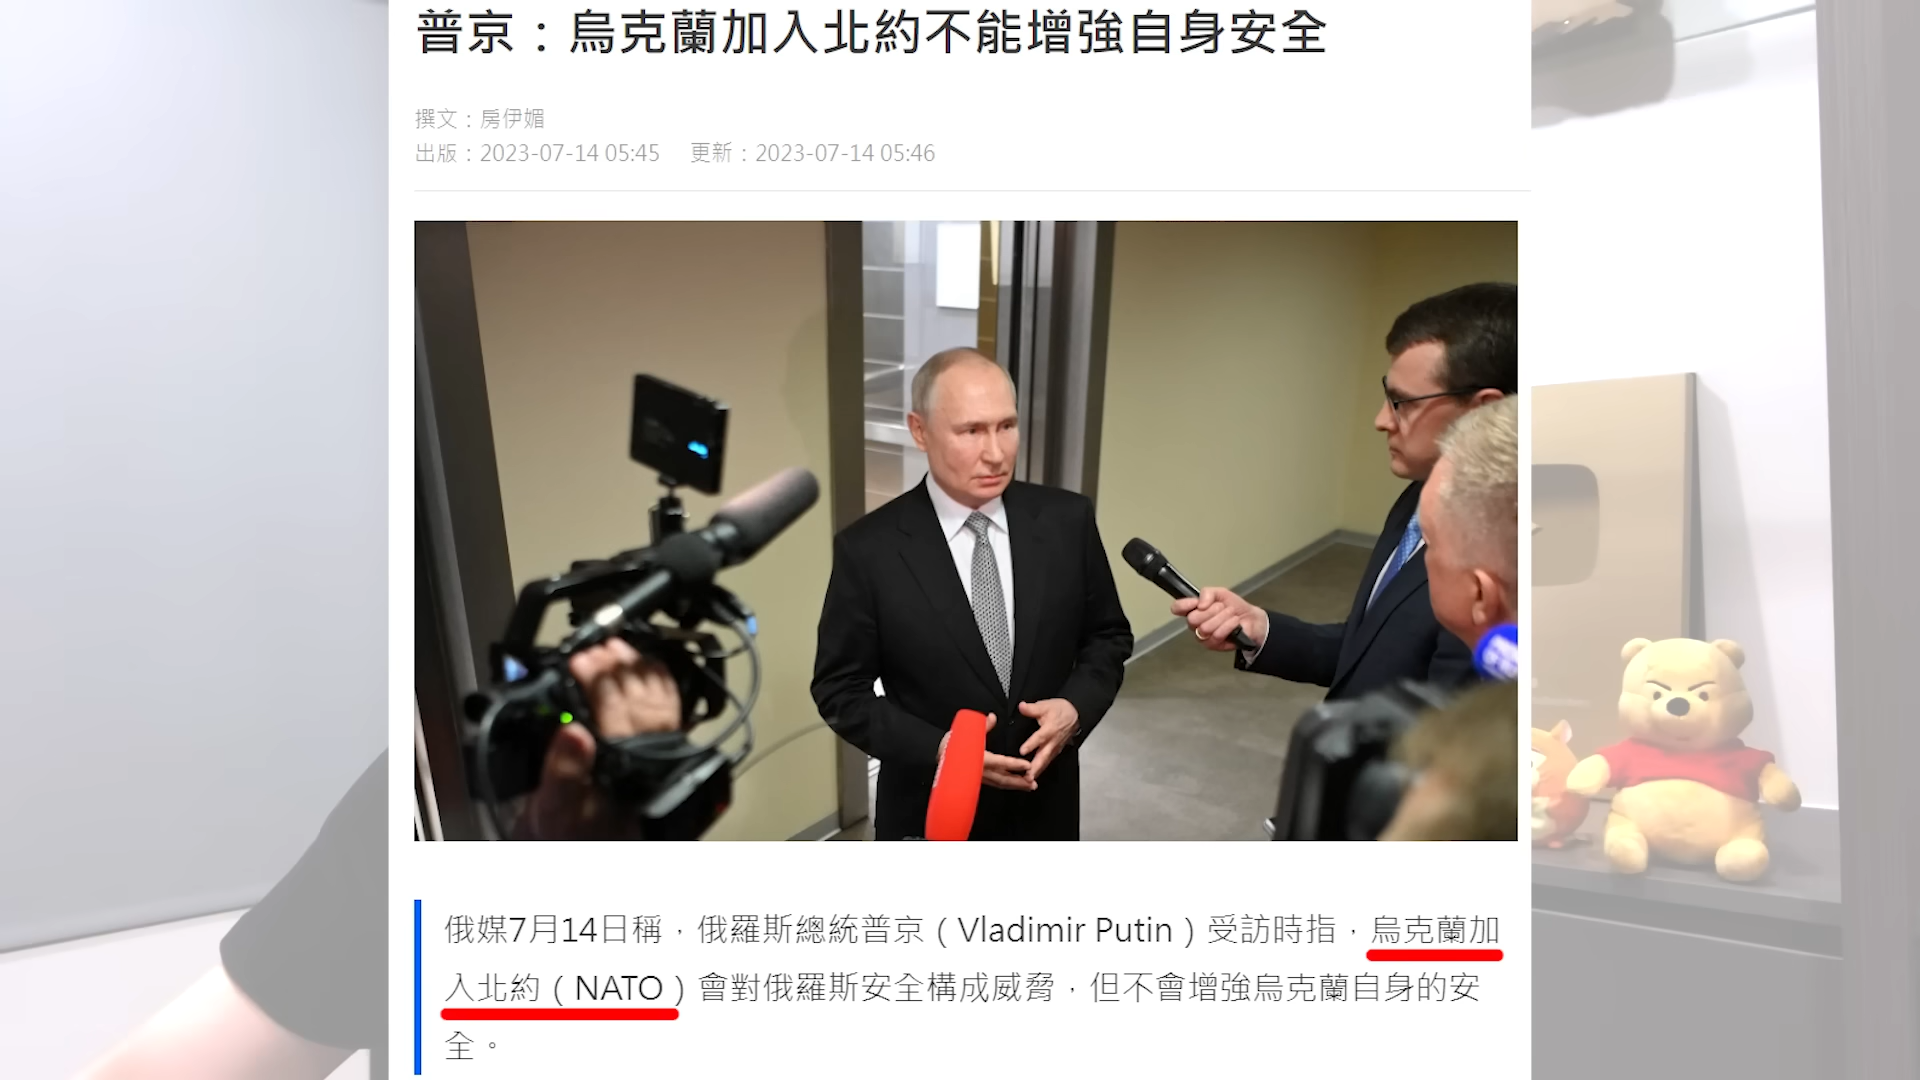 普京：烏克蘭加入北約不能增強自身安全
撰文：房伊媚
出版：2023-07-14 05:45 更新：2023-07-14 05:46
俄媒7月14日稱，俄羅斯總統普京（Vladimir Putin）受訪時指，烏克蘭加
入北約（NATO）會對俄羅斯安全構成威脅，但不會增強烏克蘭自身的安
全。